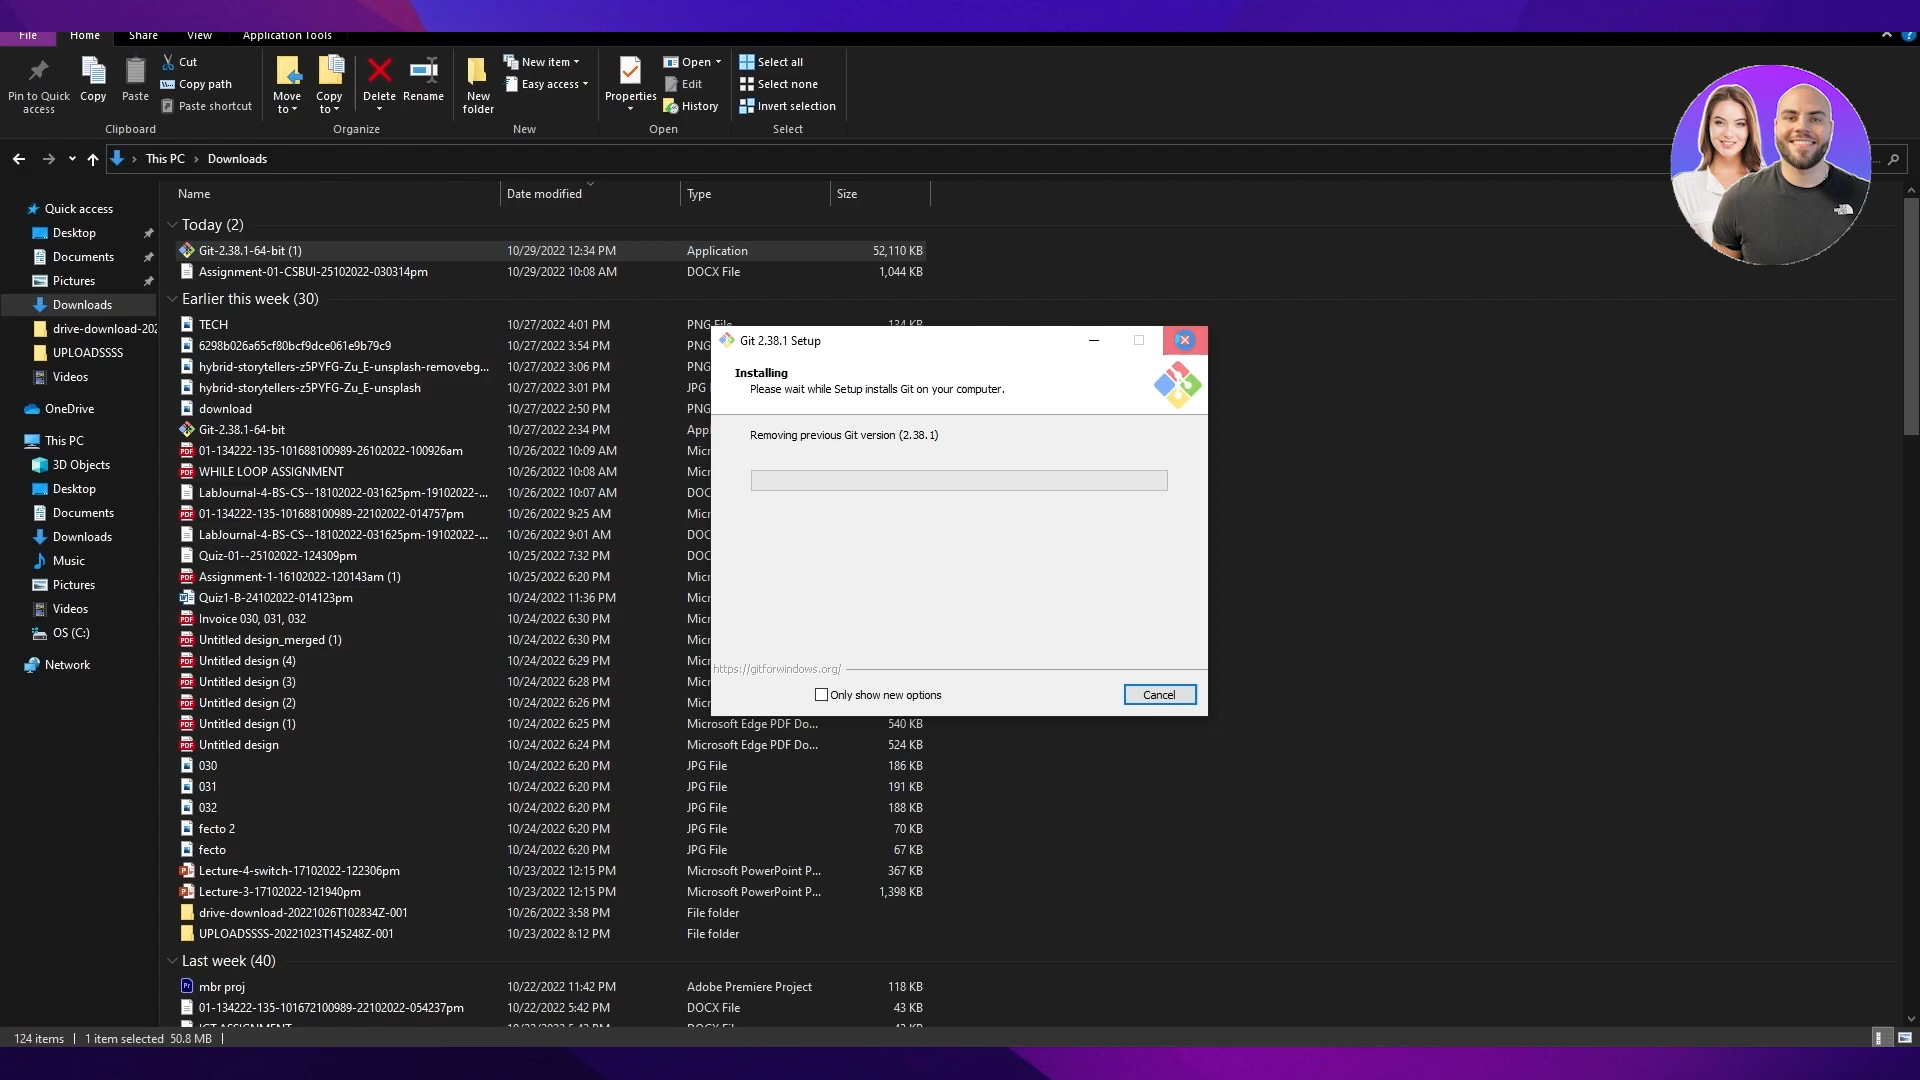 File Home Share View Application Tools
Pin to Quick access
Copy
Paste
Cut
Copy path
Paste shortcut
Clipboard
Move to
Copy to
Delete
Rename
Organize
New folder
New item
Easy access
New
Properties
Open
Edit
History
Open
Select all
Select none
Invert selection
Select
This PC > Downloads
Quick access
Desktop
Documents
Pictures
Downloads
drive-download-202
UPLOADSSSS
Videos
OneDrive
This PC
3D Objects
Desktop
Documents
Downloads
Music
Pictures
Videos
OS (C:)
Network
Name Date modified Type Size
Today (2)
Git-2.38.1-64-bit (1) 10/29/2022 12:34 PM Application 52,110 KB
Assignment-01-CSBUI-25102022-030314pm 10/29/2022 10:08 AM DOCX File 1,044 KB
Earlier this week (30)
TECH 10/27/2022 4:01 PM PNG File 134 KB
6298b026a65cf80bcf9dce061e9b79c9 10/27/2022 3:54 PM PNG
hybrid-storytellers-z5PYFG-Zu_E-unsplash-removebg... 10/27/2022 3:06 PM PNG
hybrid-storytellers-z5PYFG-Zu_E-unsplash 10/27/2022 3:01 PM JPG
download 10/27/2022 2:50 PM PNG
Git-2.38.1-64-bit 10/27/2022 2:34 PM App
01-134222-135-101688100989-26102022-100926am 10/26/2022 10:09 AM Micr
WHILE LOOP ASSIGNMENT 10/26/2022 10:08 AM Micr
LabJournal-4-BS-CS--18102022-031625pm-19102022-... 10/26/2022 10:07 AM DOC
01-134222-135-101688100989-22102022-014757pm 10/26/2022 9:25 AM Micr
LabJournal-4-BS-CS--18102022-031625pm-19102022-... 10/26/2022 9:01 AM DOC
Quiz-01--25102022-124309pm 10/25/2022 7:32 PM DOC
Assignment-1-16102022-120143am (1) 10/25/2022 6:20 PM Micr
Quiz1-B-24102022-014123pm 10/24/2022 11:36 PM Micr
Invoice 030, 031, 032 10/24/2022 6:30 PM Micr
Untitled design_merged (1) 10/24/2022 6:30 PM Micr
Untitled design (4) 10/24/2022 6:29 PM Micr
Untitled design (3) 10/24/2022 6:28 PM Micr
Untitled design (2) 10/24/2022 6:26 PM Micr
Untitled design (1) 10/24/2022 6:25 PM Microsoft Edge PDF Do... 540 KB
Untitled design 10/24/2022 6:24 PM Microsoft Edge PDF Do... 524 KB
030 10/24/2022 6:20 PM JPG File 186 KB
031 10/24/2022 6:20 PM JPG File 191 KB
032 10/24/2022 6:20 PM JPG File 188 KB
fecto 2 10/24/2022 6:20 PM JPG File 70 KB
fecto 10/24/2022 6:20 PM JPG File 67 KB
Lecture-4-switch-17102022-122306pm 10/23/2022 12:15 PM Microsoft PowerPoint P... 367 KB
Lecture-3-17102022-121940pm 10/23/2022 12:15 PM Microsoft PowerPoint P... 1,398 KB
drive-download-20221026T102834Z-001 10/26/2022 3:58 PM File folder
UPLOADSSSS-20221023T145248Z-001 10/23/2022 8:12 PM File folder
Last week (40)
mbr proj 10/22/2022 11:42 PM Adobe Premiere Project 118 KB
01-134222-135-101672100989-22102022-054237pm 10/22/2022 5:42 PM DOCX File 43 KB
Git 2.38.1 Setup
Installing
Please wait while Setup installs Git on your computer.
Removing previous Git version (2.38.1)
https://gitforwindows.org/
Only show new options
Cancel
124 items 1 item selected 50.8 MB